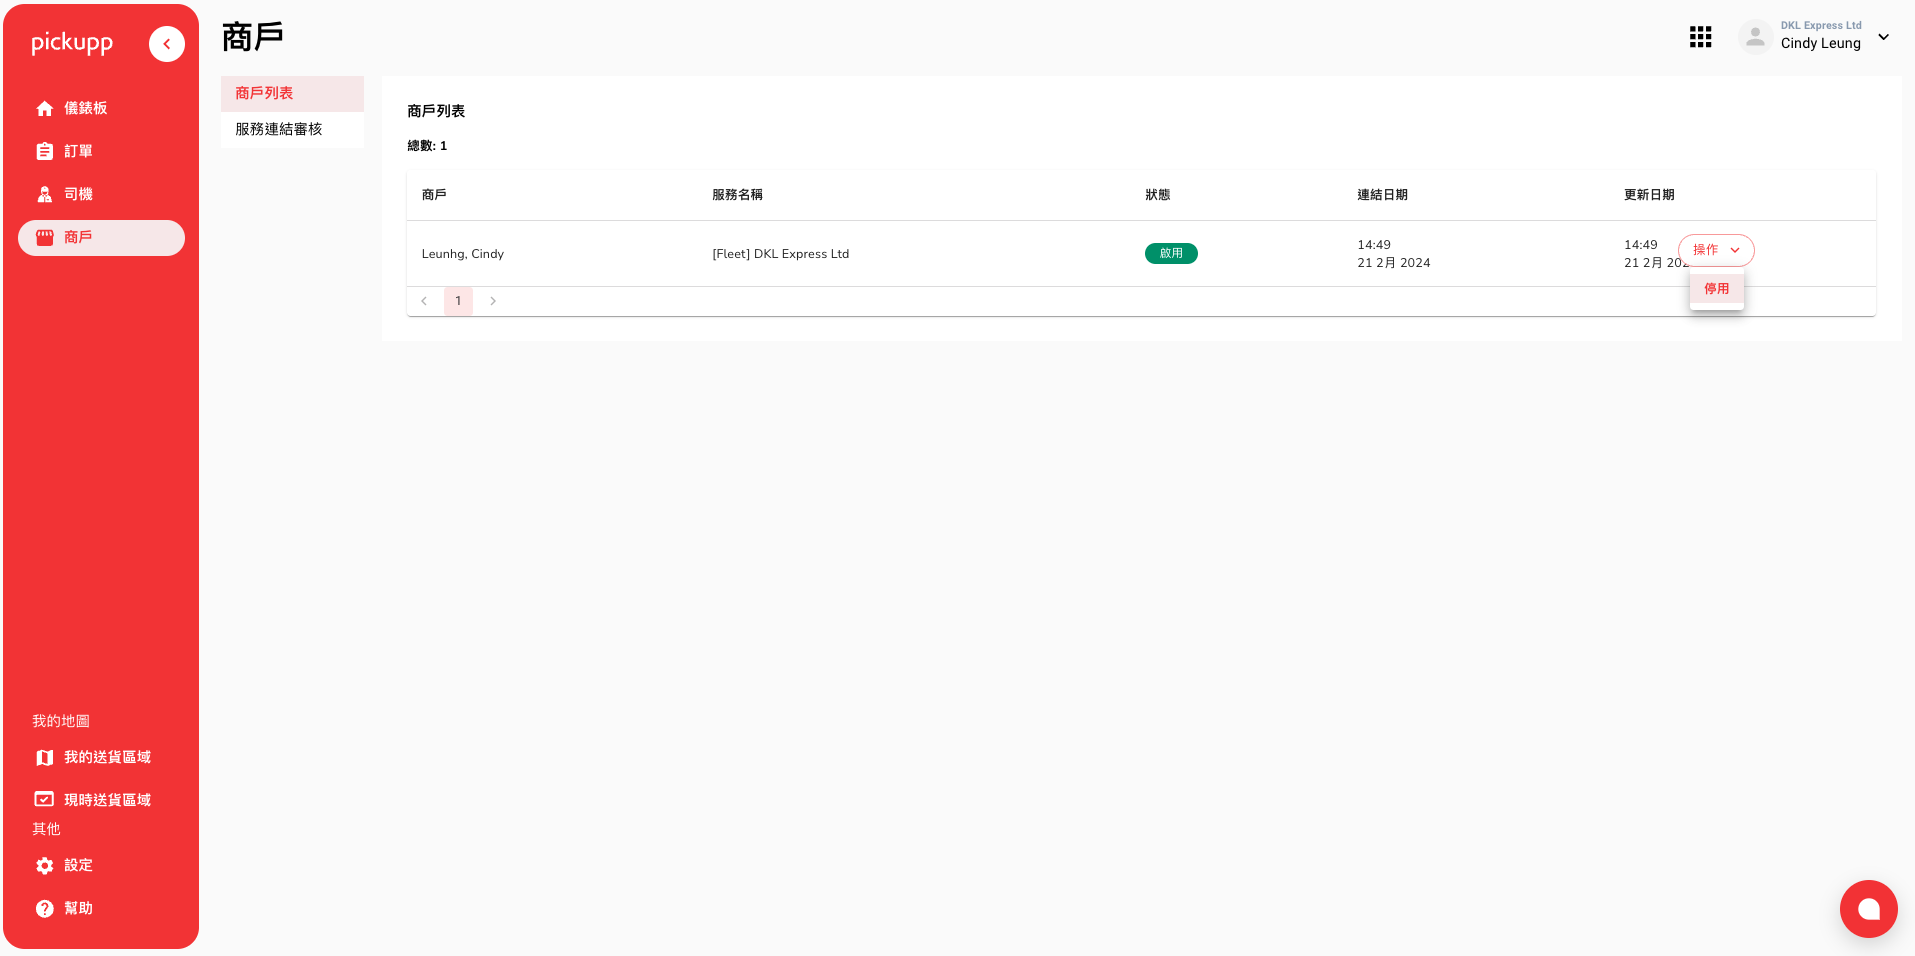 pickupp
儀錶板
訂單
司機
商戶
我的地圖
我的送貨區域
現時送貨區域
其他
設定
幫助
商戶
DKL Express Ltd
Cindy Leung
商戶列表
服務連結審核
商戶列表
總數: 1
商戶 服務名稱 狀態 連結日期 更新日期
Leunhg, Cindy [Fleet] DKL Express Ltd 啟用 14:49 14:49 操作
21 2月 2024 21 2月
停用
1